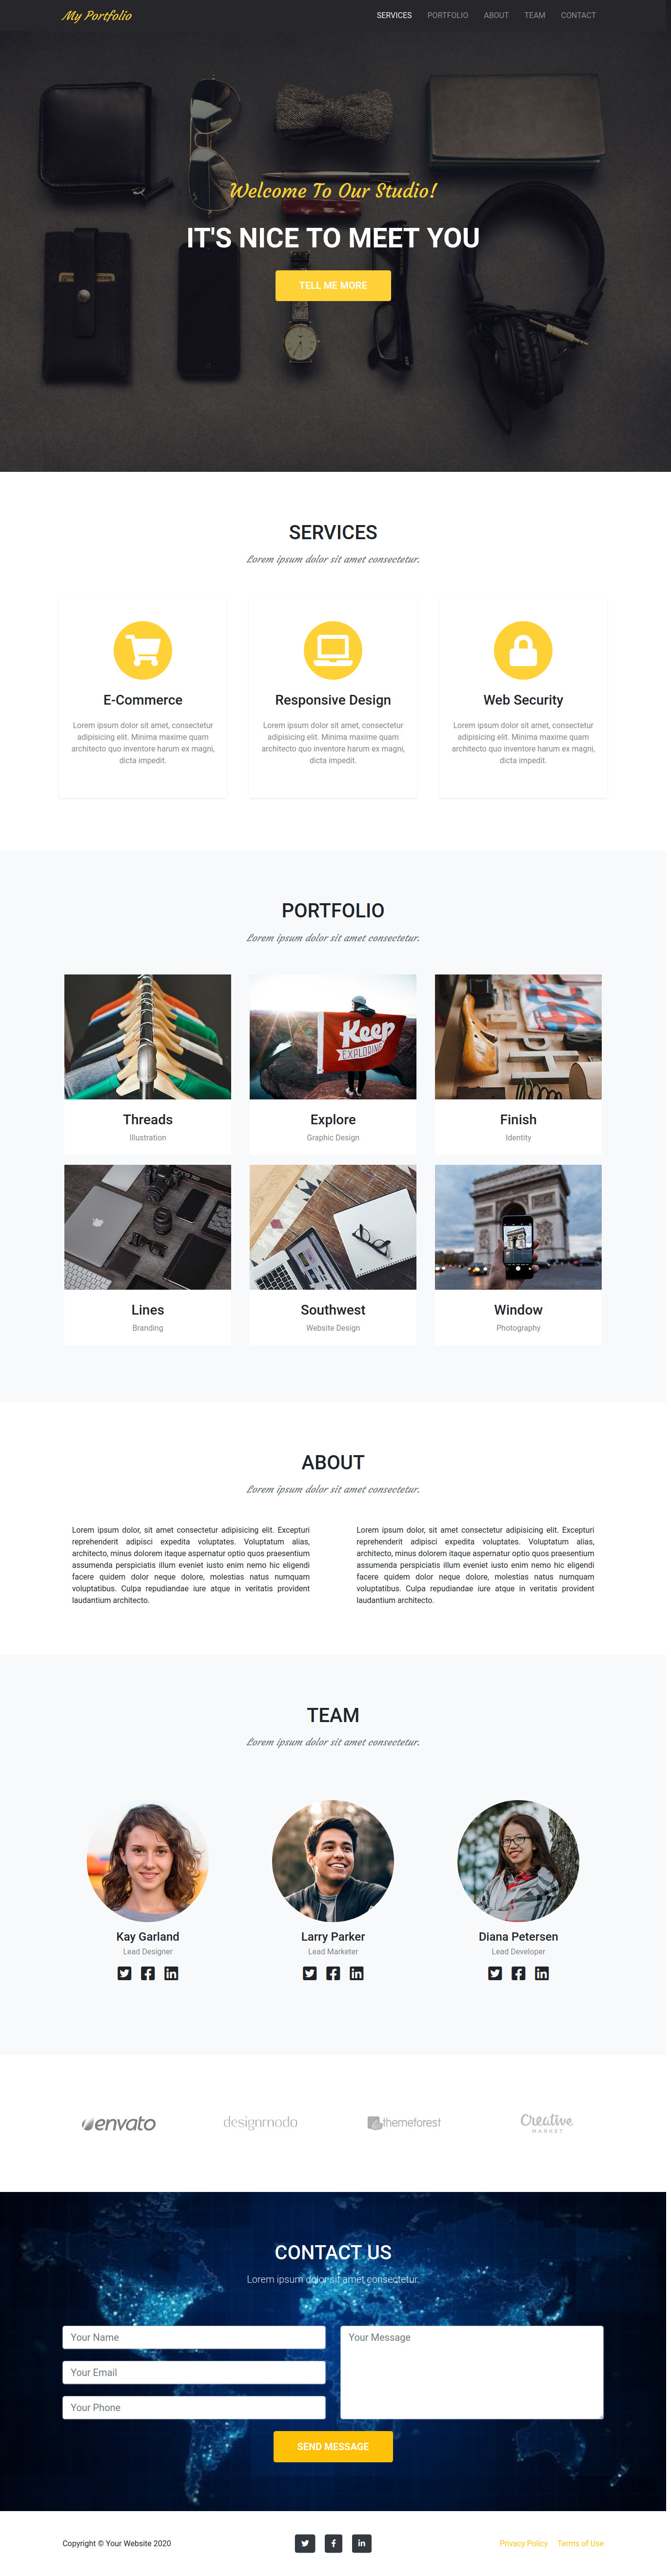 My Portfolio
SERVICES PORTFOLIO ABOUT TEAM CONTACT
Welcome To Our Studio!
IT'S NICE TO MEET YOU
TELL ME MORE
SERVICES
Lorem ipsum dolor sit amet consectetur.
E-Commerce
Lorem ipsum dolor sit amet, consectetur
adipisicing elit. Minima maxime quam
architecto quo inventore harum ex magni,
dicta impedit.
Responsive Design
Lorem ipsum dolor sit amet, consectetur
adipisicing elit. Minima maxime quam
architecto quo inventore harum ex magni,
dicta impedit.
Web Security
Lorem ipsum dolor sit amet, consectetur
adipisicing elit. Minima maxime quam
architecto quo inventore harum ex magni,
dicta impedit.
PORTFOLIO
Lorem ipsum dolor sit amet consectetur.
Keep
EXPLORING
Threads
Illustration
Explore
Graphic Design
Finish
Identity
Lines
Branding
Southwest
Website Design
Window
Photography
ABOUT
Lorem ipsum dolor sit amet consectetur.
Lorem ipsum dolor, sit amet consectetur adipisicing elit. Excepturi
reprehenderit adipisci expedita voluptates. Voluptatum alias,
architecto, minus dolorem itaque aspernatur optio quos praesentium
assumenda perspiciatis illum eveniet iusto enim nemo hic eligendi
facere quidem dolor neque dolore, molestias natus numquam
voluptatibus. Culpa repudiandae iure atque in veritatis provident
laudantium architecto.
Lorem ipsum dolor, sit amet consectetur adipisicing elit. Excepturi
reprehenderit adipisci expedita voluptates. Voluptatum alias,
architecto, minus dolorem itaque aspernatur optio quos praesentium
assumenda perspiciatis illum eveniet iusto enim nemo hic eligendi
facere quidem dolor neque dolore, molestias natus numquam
voluptatibus. Culpa repudiandae iure atque in veritatis provident
laudantium architecto.
TEAM
Lorem ipsum dolor sit amet consectetur.
Kay Garland
Lead Designer
Larry Parker
Lead Marketer
Diana Petersen
Lead Developer
envato
designmodo
themeforest
Creative
MARKET
CONTACT US
Lorem ipsum dolor sit amet consectetur.
Your Name
Your Email
Your Phone
Your Message
SEND MESSAGE
Copyright © Your Website 2020
Privacy Policy Terms of Use